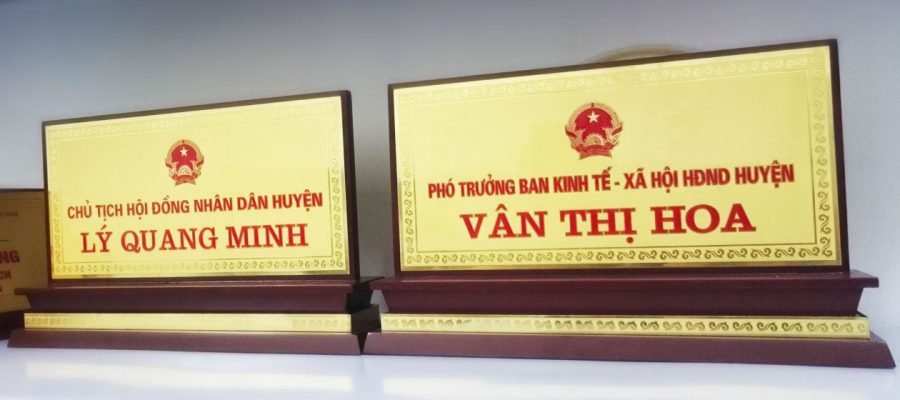 CHỦ TỊCH HỘI ĐỒNG NHÂN DÂN HUYỆN
LÝ QUANG MINH
PHÓ TRƯỞNG BAN KINH TẾ - XÃ HỘI HĐND HUYỆN
VÂN THỊ HOA